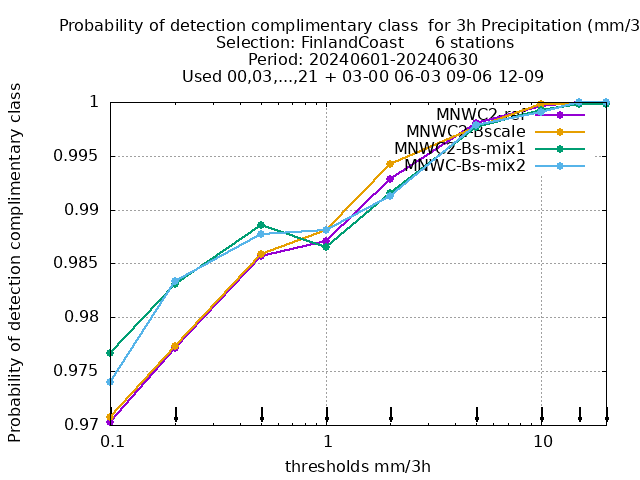 Probability of detection complimentary class for 3h Precipitation (mm/3
Selection: FinlandCoast 6 stations
Period: 20240601-20240630
Used 00,03,...,21 + 03-00 06-03 09-06 12-09
Probability of detection complimentary class
1
0.995
0.99
0.985
0.98
0.975
0.97
MNWC2-ref
MNWC2-Bscale
MNWC2-Bs-mix1
MNWC-Bs-mix2
0.1 1 10
thresholds mm/3h